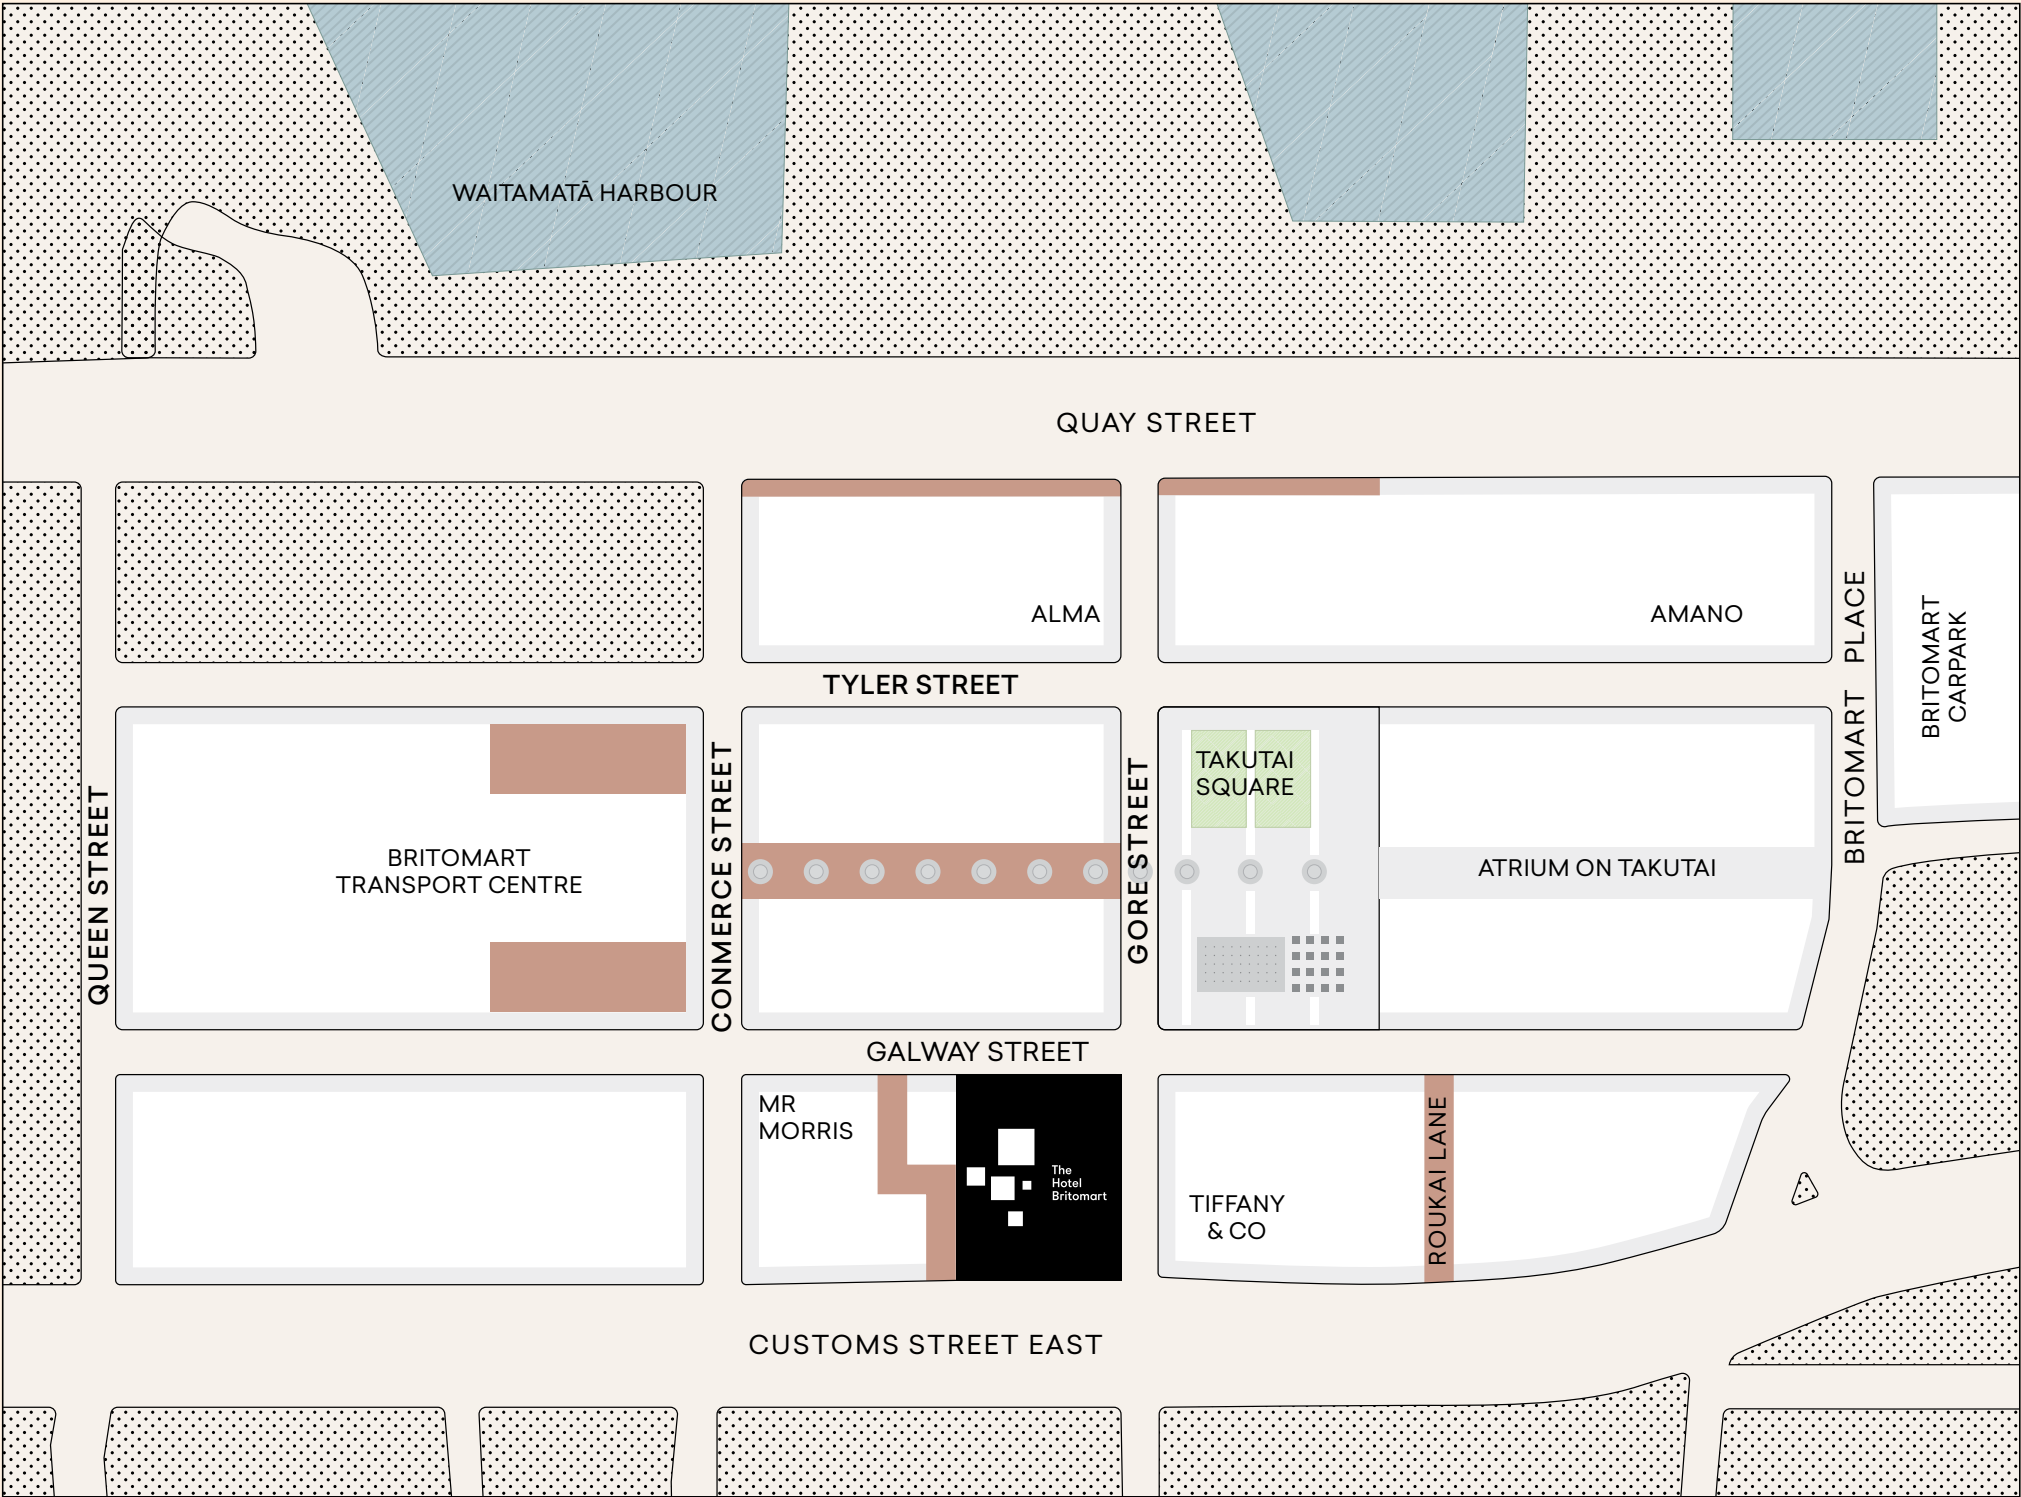 WAITAMATĀ HARBOUR
QUAY STREET
ALMA
AMANO
BRITOMART PLACE
BRITOMART
CARPARK
TYLER STREET
QUEEN STREET
BRITOMART
TRANSPORT CENTRE
CONMERCE STREET
GORE STREET
TAKUTAI
SQUARE
ATRIUM ON TAKUTAI
GALWAY STREET
MR
MORRIS
The
Hotel
Britomart
TIFFANY
& CO
ROUKAI LANE
CUSTOMS STREET EAST